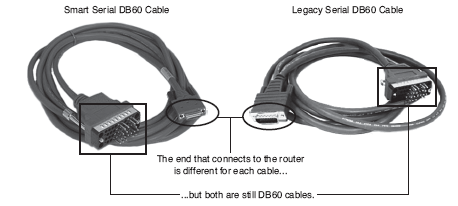 Smart Serial DB60 Cable
Legacy Serial DB60 Cable
The end that connects to the router
is different for each cable...
...but both are still DB60 cables.